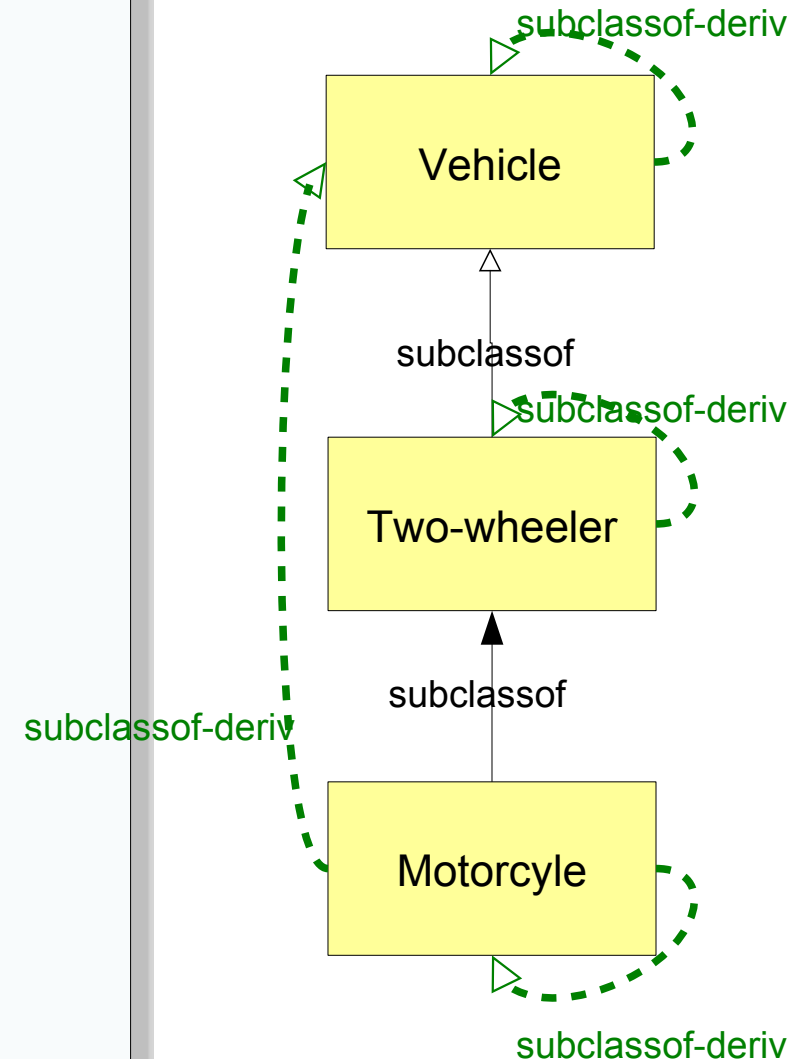 subclassof-deriv
Vehicle
subclassof
subclassof-deriv
Two-wheeler
subclassof
subclassof-deriv
Motorcyle
subclassof-deriv